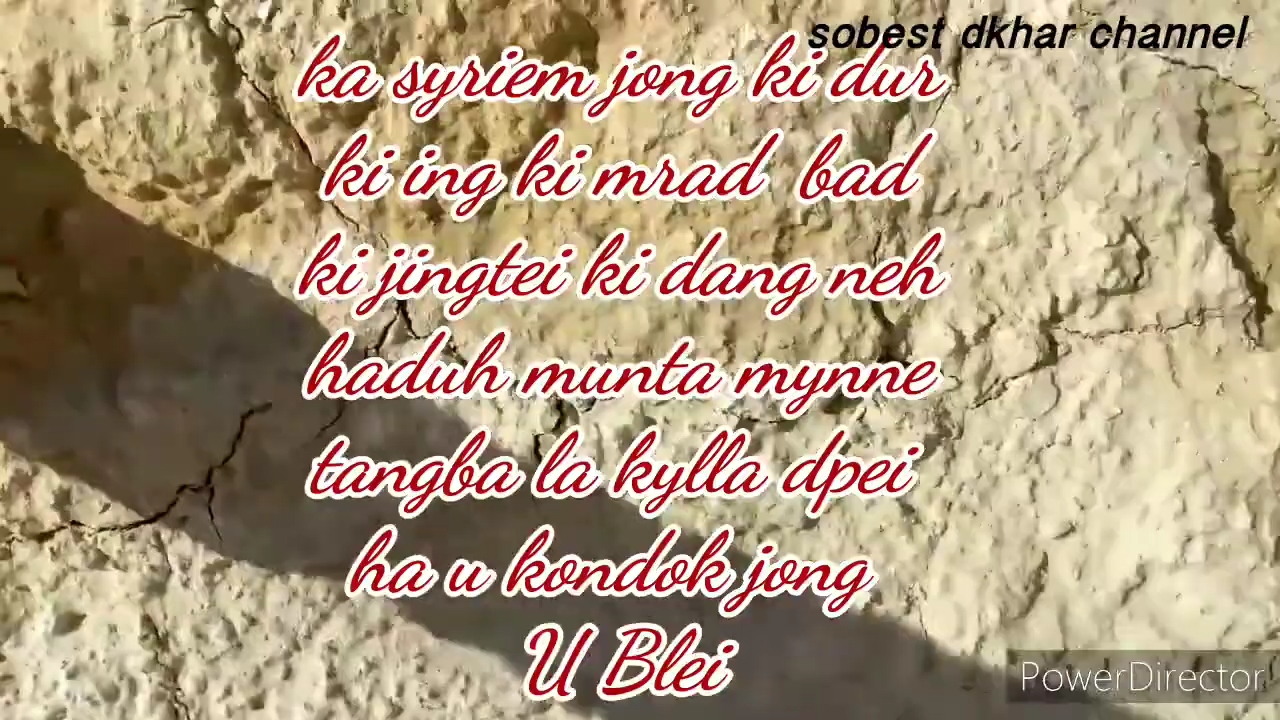 sobest dkhar channel
ka syriem jong ki dur
ki ing ki mrad bad
ki jingtei ki dang neh
haduh munta mynne
tangba la kylla dpei
ha u kondok jong
U Blei
PowerDirector